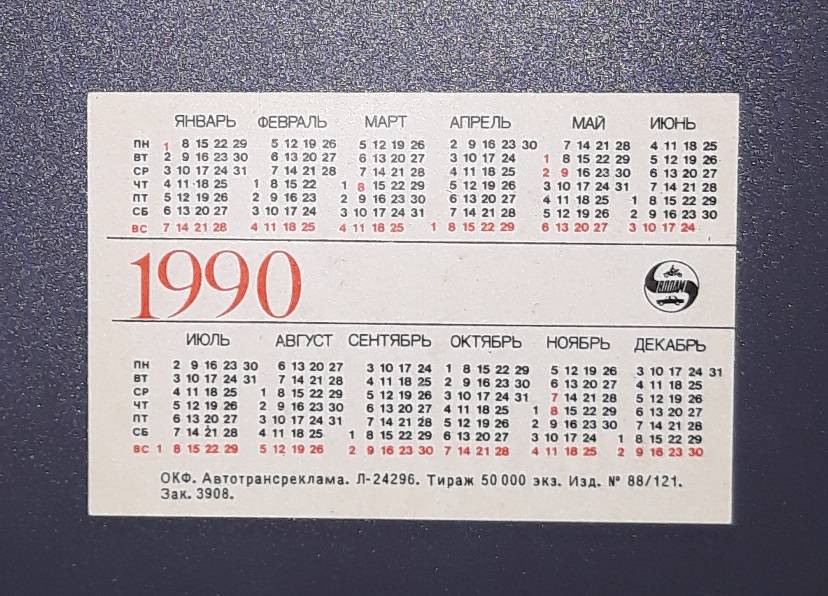 ЯНВАРЬ ФЕВРАЛЬ МАРТ АПРЕЛЬ МАЙ ИЮНЬ
ПН 1 8 15 22 29 5 12 19 26 5 12 19 26 2 9 16 23 30 7 14 21 28 4 11 18 25
ВТ 2 9 16 23 30 6 13 20 27 6 13 20 27 3 10 17 24 1 8 15 22 29 5 12 19 26
СР 3 10 17 24 31 7 14 21 28 7 14 21 28 4 11 18 25 2 9 16 23 30 6 13 20 27
ЧТ 4 11 18 25 1 8 15 22 1 8 15 22 29 5 12 19 26 3 10 17 24 31 7 14 21 28
ПТ 5 12 19 26 2 9 16 23 2 9 16 23 30 6 13 20 27 4 11 18 25 1 8 15 22 29
СБ 6 13 20 27 3 10 17 24 3 10 17 24 31 7 14 21 28 5 12 19 26 2 9 16 23 30
ВС 7 14 21 28 4 11 18 25 4 11 18 25 1 8 15 22 29 6 13 20 27 3 10 17 24
1990
ИЮЛЬ АВГУСТ СЕНТЯБРЬ ОКТЯБРЬ НОЯБРЬ ДЕКАБРЬ
ПН 2 9 16 23 30 6 13 20 27 3 10 17 24 1 8 15 22 29 5 12 19 26 3 10 17 24 31
ВТ 3 10 17 24 31 7 14 21 28 4 11 18 25 2 9 16 23 30 6 13 20 27 4 11 18 25
СР 4 11 18 25 1 8 15 22 29 5 12 19 26 3 10 17 24 31 7 14 21 28 5 12 19 26
ЧТ 5 12 19 26 2 9 16 23 30 6 13 20 27 4 11 18 25 1 8 15 22 29 6 13 20 27
ПТ 6 13 20 27 3 10 17 24 31 7 14 21 28 5 12 19 26 2 9 16 23 30 7 14 21 28
СБ 7 14 21 28 4 11 18 25 1 8 15 22 29 6 13 20 27 3 10 17 24 1 8 15 22 29
ВС 1 8 15 22 29 5 12 19 26 2 9 16 23 30 7 14 21 28 4 11 18 25 2 9 16 23 30
ОКФ. Автотрансреклама. Л-24296. Тираж 50 000 экз. Изд. № 88/121.
Зак. 3908.